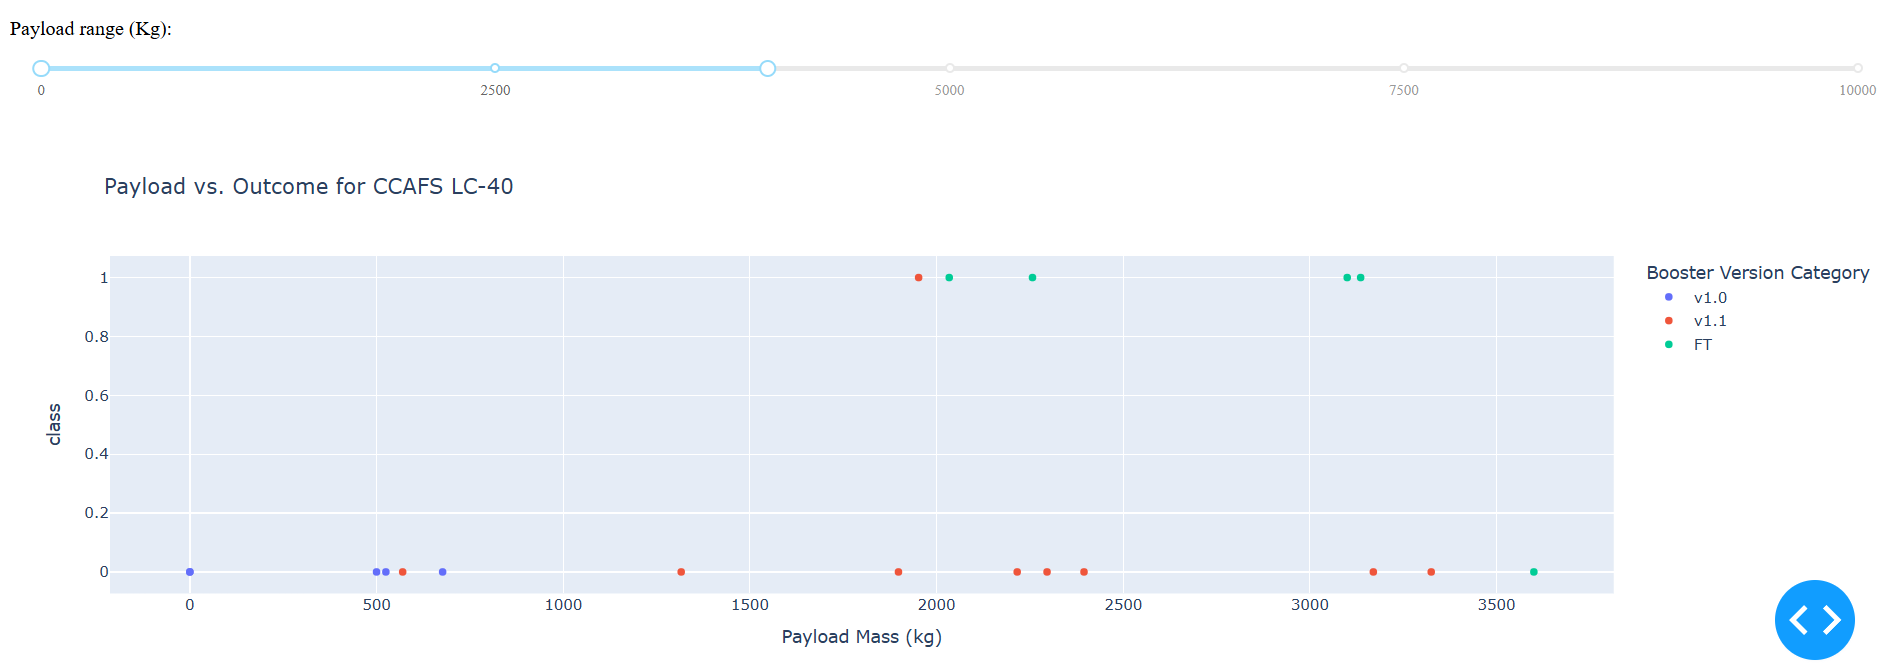 Payload range (Kg):
0 2500 5000 7500 10000
Payload vs. Outcome for CCAFS LC-40
Booster Version Category
v1.0
v1.1
FT
1
0.8
0.6
0.4
0.2
0
class
0 500 1000 1500 2000 2500 3000 3500
Payload Mass (kg)